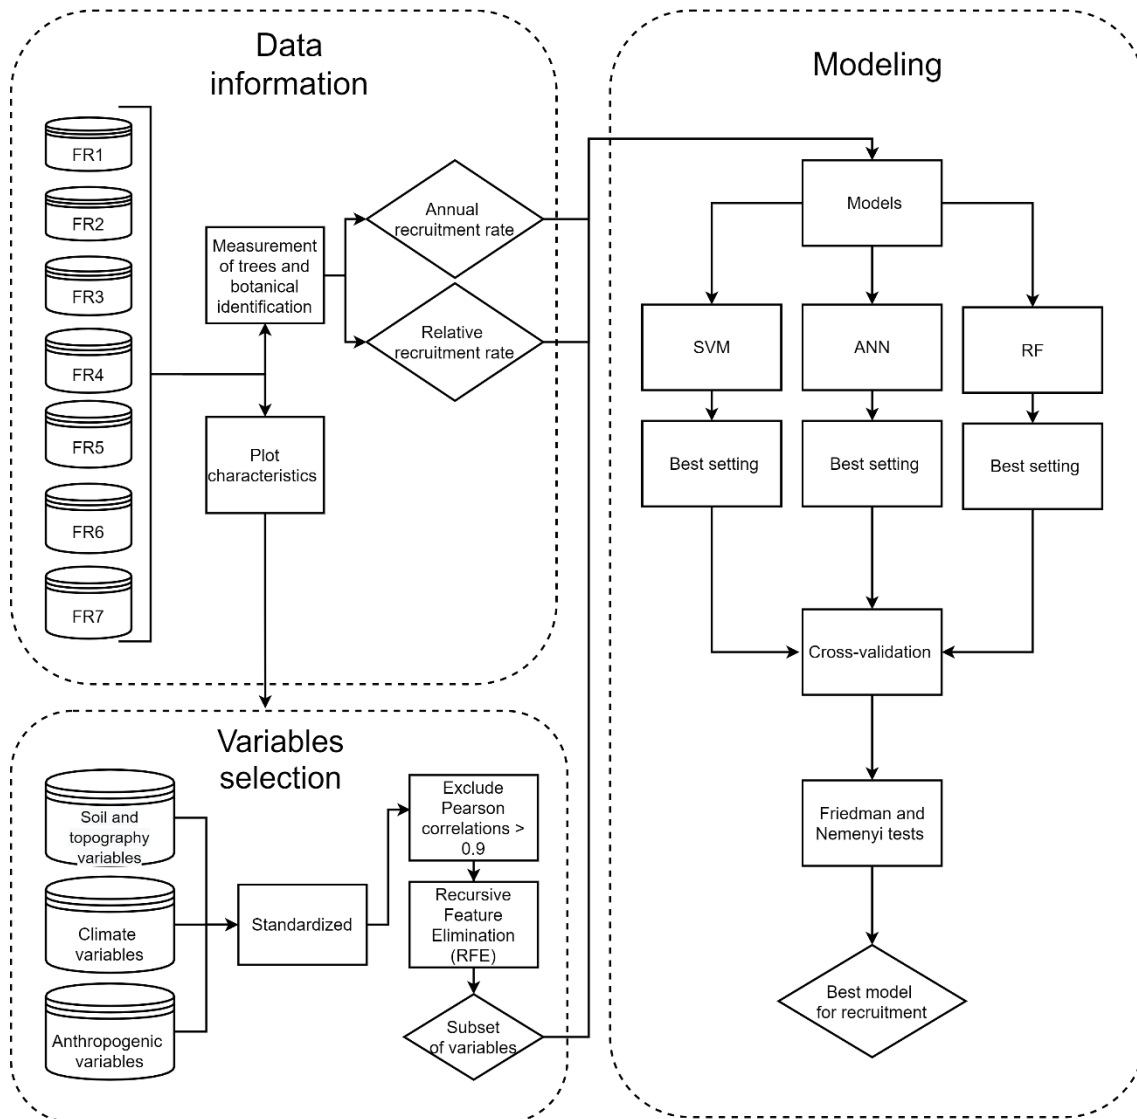 Data
information
FR1
FR2
FR3
FR4
FR5
FR6
FR7
Measurement
of trees and
botanical
identification
Plot
characteristics
Annual
recruitment rate
Relative
recruitment rate
Variables
selection
Soil and
topography
variables
Climate
variables
Anthropogenic
variables
Standardized
Exclude
Pearson
correlations >
0.9
Recursive
Feature
Elimination
(RFE)
Subset
of variables
Modeling
Models
SVM
ANN
RF
Best setting
Best setting
Best setting
Cross-validation
Friedman and
Nemenyi tests
Best model
for recruitment